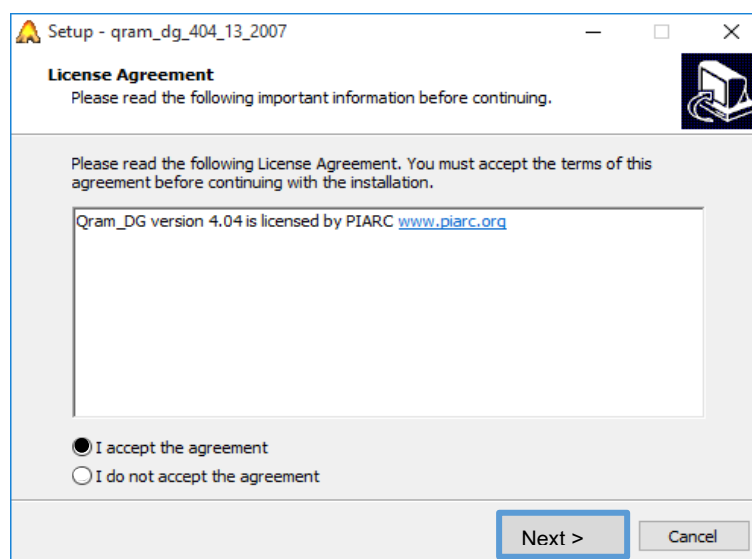 Setup - qram_dg_404_13_2007
License Agreement
Please read the following important information before continuing.
Please read the following License Agreement. You must accept the terms of this
agreement before continuing with the installation.
Qram_DG version 4.04 is licensed by PIARC www.piarc.org
I accept the agreement
I do not accept the agreement
Next >
Cancel